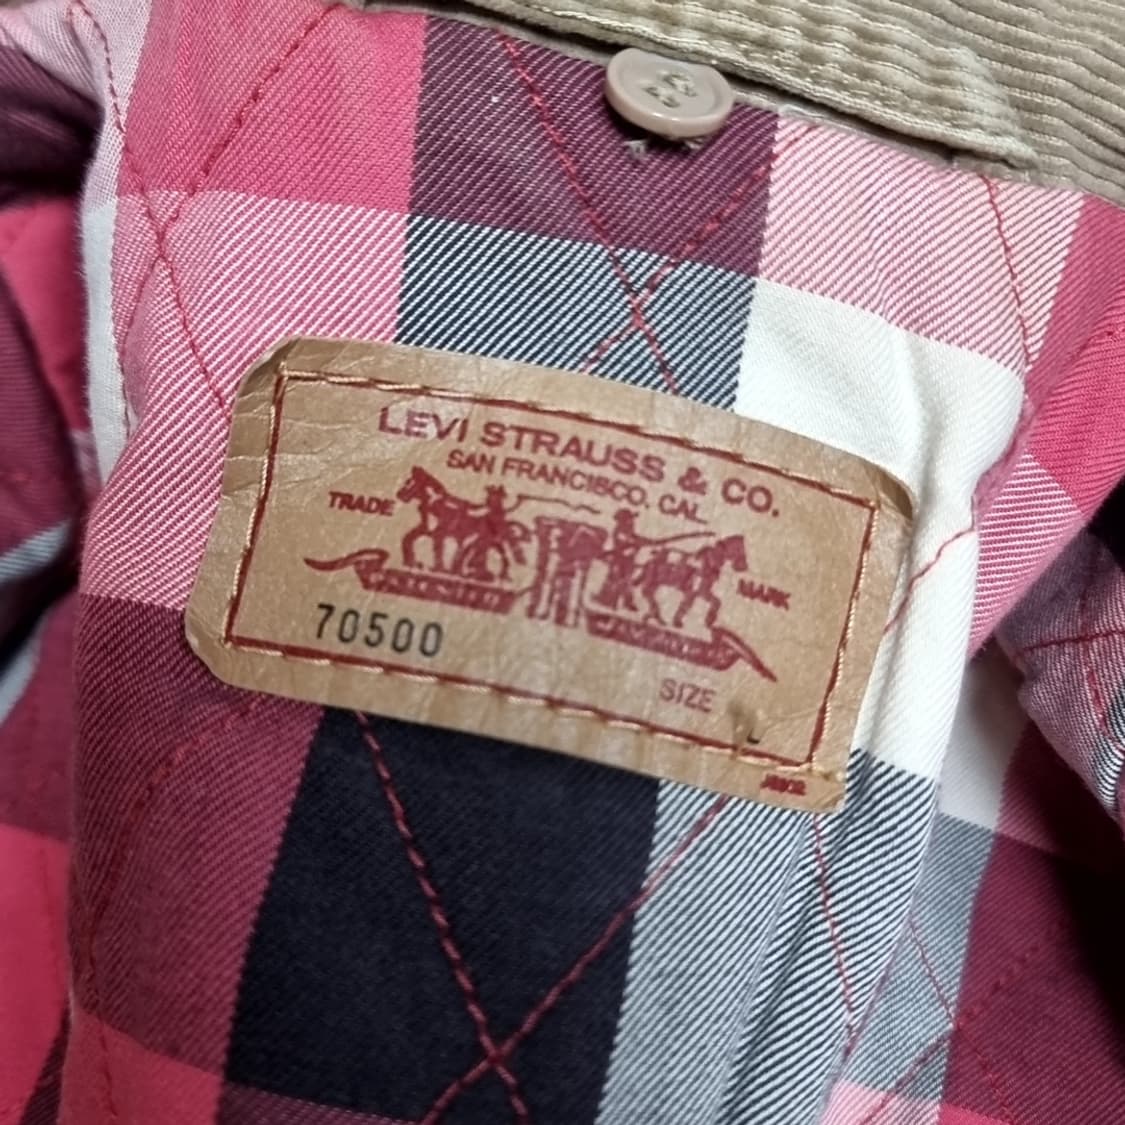 LEVI STRAUSS & CO.
SAN FRANCISCO, CAL.
TRADE MARK
70500
SIZE L